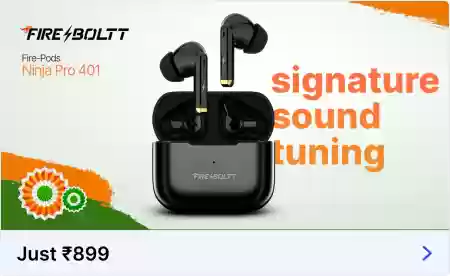 FIRE BOLTT
Fire-Pods
Ninja Pro 401
signature
sound
tuning
FIRE BOLTT
Just ₹899